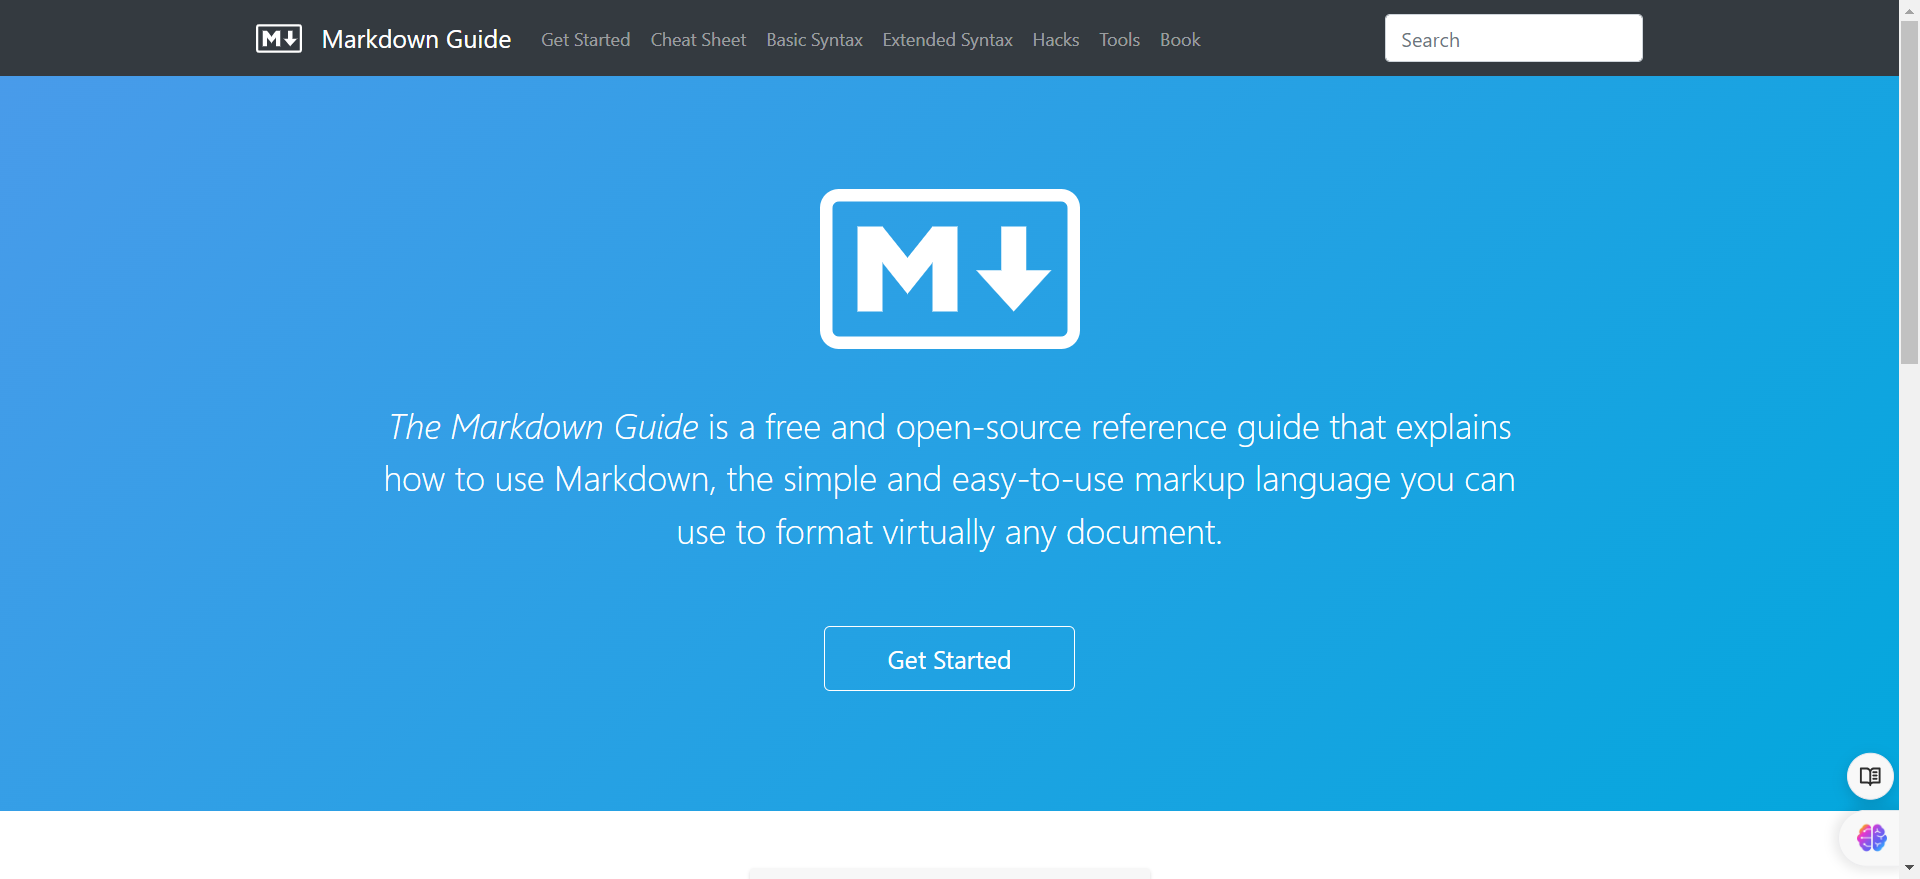 M Markdown Guide Get Started Cheat Sheet Basic Syntax Extended Syntax Hacks Tools Book Search
M
The Markdown Guide is a free and open-source reference guide that explains
how to use Markdown, the simple and easy-to-use markup language you can
use to format virtually any document.
Get Started